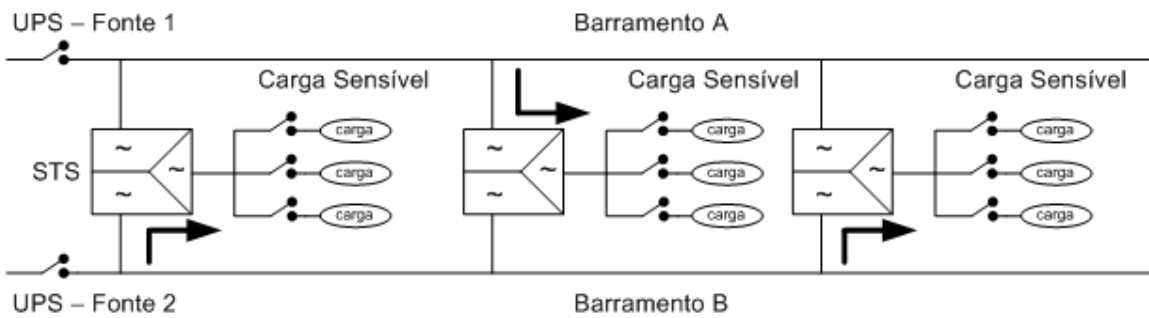 UPS – Fonte 1
Barramento A
Carga Sensível
Carga Sensível
Carga Sensível
carga
carga
carga
~
~
~
~
~
~
~
~
~
STS
carga
carga
carga
carga
carga
carga
UPS – Fonte 2
Barramento B